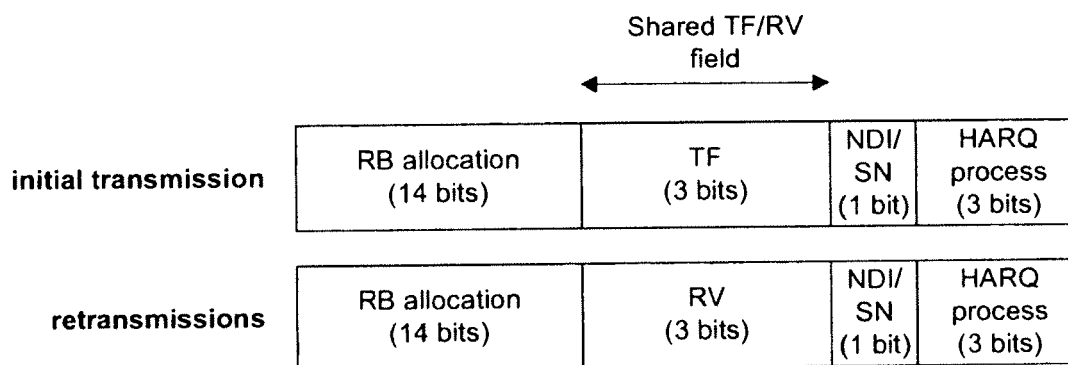 Shared TF/RV
field
initial transmission
RB allocation
(14 bits)
TF
(3 bits)
NDI/
SN
(1 bit)
HARQ
process
(3 bits)
retransmissions
RB allocation
(14 bits)
RV
(3 bits)
NDI/
SN
(1 bit)
HARQ
process
(3 bits)